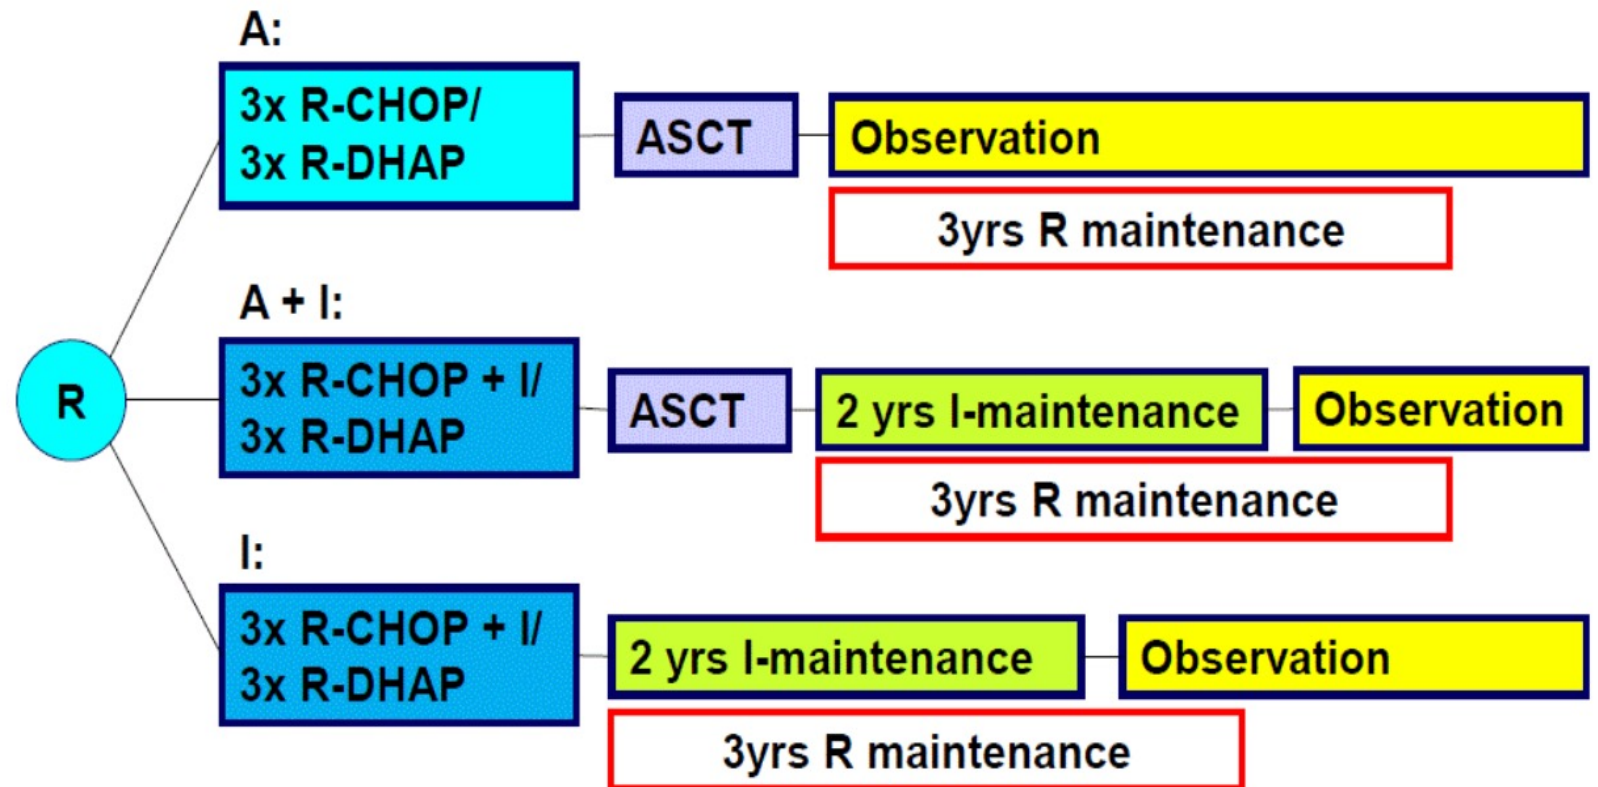 A:
3x R-CHOP/
3x R-DHAP
ASCT
Observation
3yrs R maintenance
R
A + I:
3x R-CHOP + I/
3x R-DHAP
ASCT
2 yrs I-maintenance
Observation
3yrs R maintenance
I:
3x R-CHOP + I/
3x R-DHAP
2 yrs I-maintenance
Observation
3yrs R maintenance